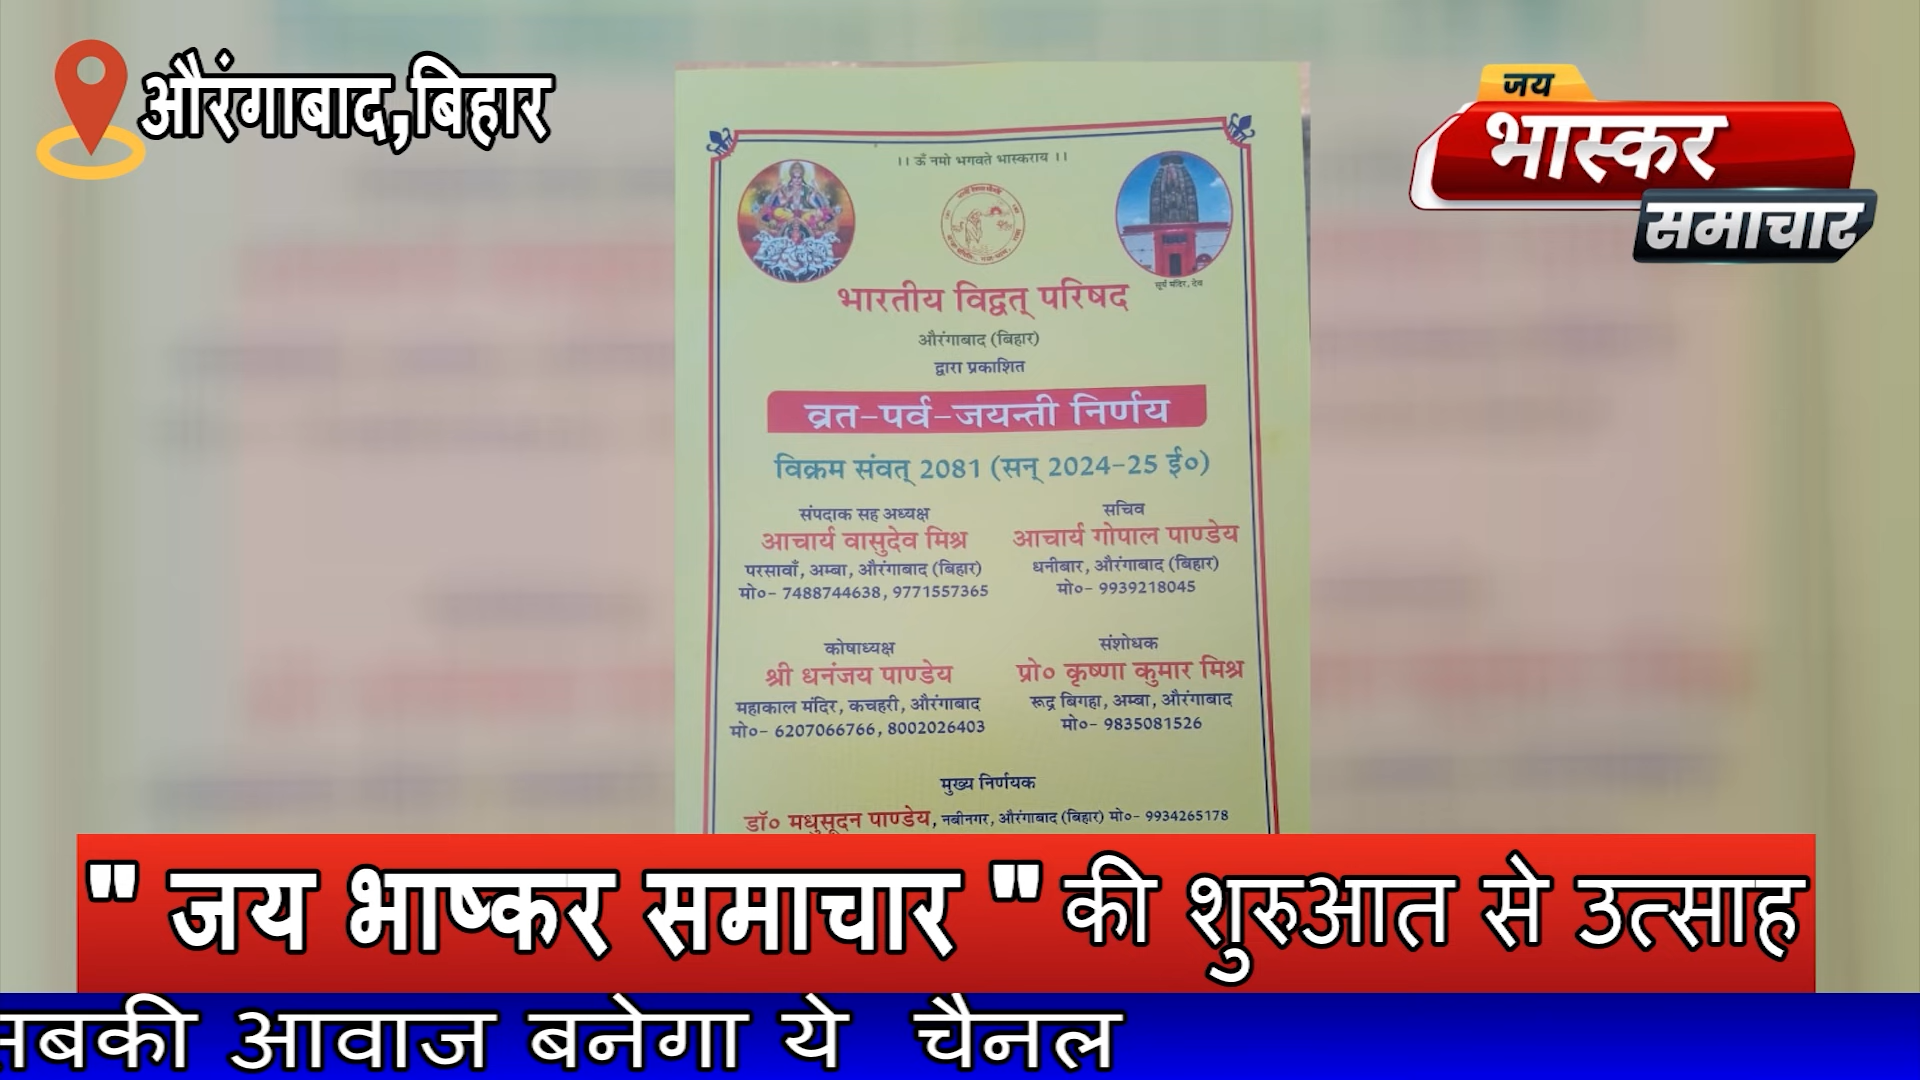 औरंगाबाद,बिहार
जय
भास्कर
समाचार
।। ऊँ नमो भगवते भास्कराय ।।
सूर्य मंदिर, देव
भारतीय विद्वत् परिषद
औरंगाबाद (बिहार)
द्वारा प्रकाशित
व्रत-पर्व-जयन्ती निर्णय
विक्रम संवत् 2081 (सन् 2024-25 ई०)
संपदाक सह अध्यक्ष
आचार्य वासुदेव मिश्र
परसावाँ, अम्बा, औरंगाबाद (बिहार)
मो०- 7488744638, 9771557365
सचिव
आचार्य गोपाल पाण्डेय
धनीबार, औरंगाबाद (बिहार)
मो०- 9939218045
कोषाध्यक्ष
श्री धनंजय पाण्डेय
महाकाल मंदिर, कचहरी, औरंगाबाद
मो०- 6207066766, 8002026403
संशोधक
प्रो० कृष्णा कुमार मिश्र
रूद्र बिगहा, अम्बा, औरंगाबाद
मो०- 9835081526
मुख्य निर्णयक
डॉ० मधुसूदन पाण्डेय, नबीनगर, औरंगाबाद (बिहार) मो०- 9934265178
" जय भाष्कर समाचार " की शुरुआत से उत्साह
सबकी आवाज बनेगा ये चैनल